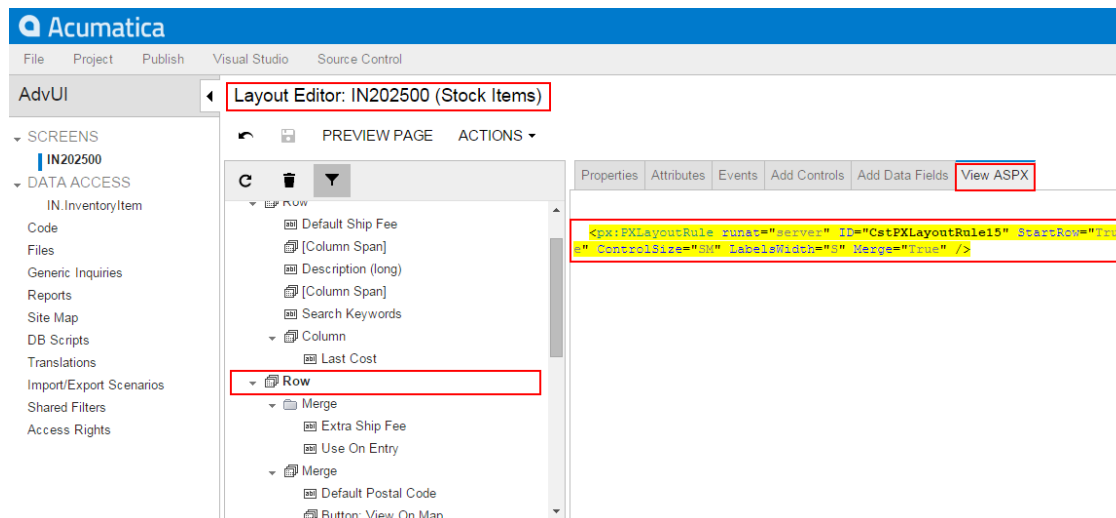 Acumatica
File Project Publish Visual Studio Source Control
AdvUI
Layout Editor: IN202500 (Stock Items)
PREVIEW PAGE ACTIONS
SCREENS
IN202500
DATA ACCESS
IN.InventoryItem
Code
Files
Generic Inquiries
Reports
Site Map
DB Scripts
Translations
Import/Export Scenarios
Shared Filters
Access Rights
Row
Default Ship Fee
[Column Span]
Description (long)
[Column Span]
Search Keywords
Column
Last Cost
Row
Merge
Extra Ship Fee
Use On Entry
Merge
Default Postal Code
Button: View On Map
Properties Attributes Events Add Controls Add Data Fields View ASPX
<px:PXLayoutRule runat="server" ID="CstPXLayoutRule15" StartRow="Tru
e" ControlSize="SM" LabelsWidth="S" Merge="True" />